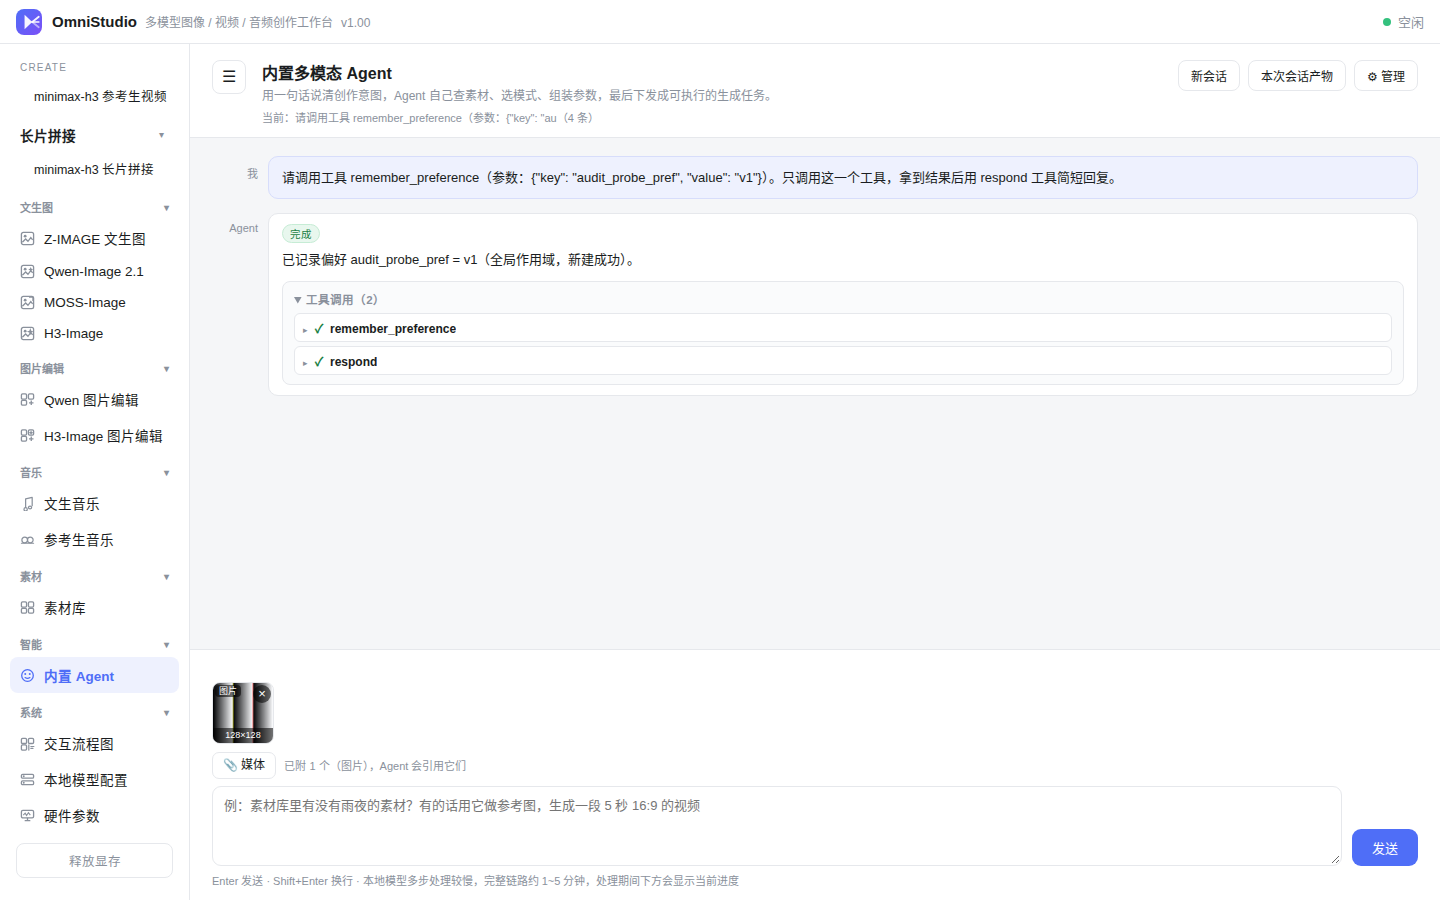 OmniStudio 多模型图像 / 视频 / 音频创作工作台 v1.00
空闲
CREATE
minimax-h3 参考生视频
长片拼接
minimax-h3 长片拼接
文生图
Z-IMAGE 文生图
Qwen-Image 2.1
MOSS-Image
H3-Image
图片编辑
Qwen 图片编辑
H3-Image 图片编辑
音乐
文生音乐
参考生音乐
素材
素材库
智能
内置 Agent
系统
交互流程图
本地模型配置
硬件参数
释放显存
内置多模态 Agent
用一句话说清创作意图，Agent 自己查素材、选模式、组装参数，最后下发成可执行的生成任务。
当前：请调用工具 remember_preference（参数：{"key": "au（4 条）
新会话
本次会话产物
⚙ 管理
我
请调用工具 remember_preference（参数：{"key": "audit_probe_pref", "value": "v1"}）。只调用这一个工具，拿到结果后用 respond 工具简短回复。
Agent
完成
已记录偏好 audit_probe_pref = v1（全局作用域，新建成功）。
工具调用（2）
✓ remember_preference
✓ respond
图片
×
128×128
媒体
已附 1 个（图片），Agent 会引用它们
例：素材库里有没有雨夜的素材？有的话用它做参考图，生成一段 5 秒 16:9 的视频
发送
Enter 发送 · Shift+Enter 换行 · 本地模型多步处理较慢，完整链路约 1~5 分钟，处理期间下方会显示当前进度